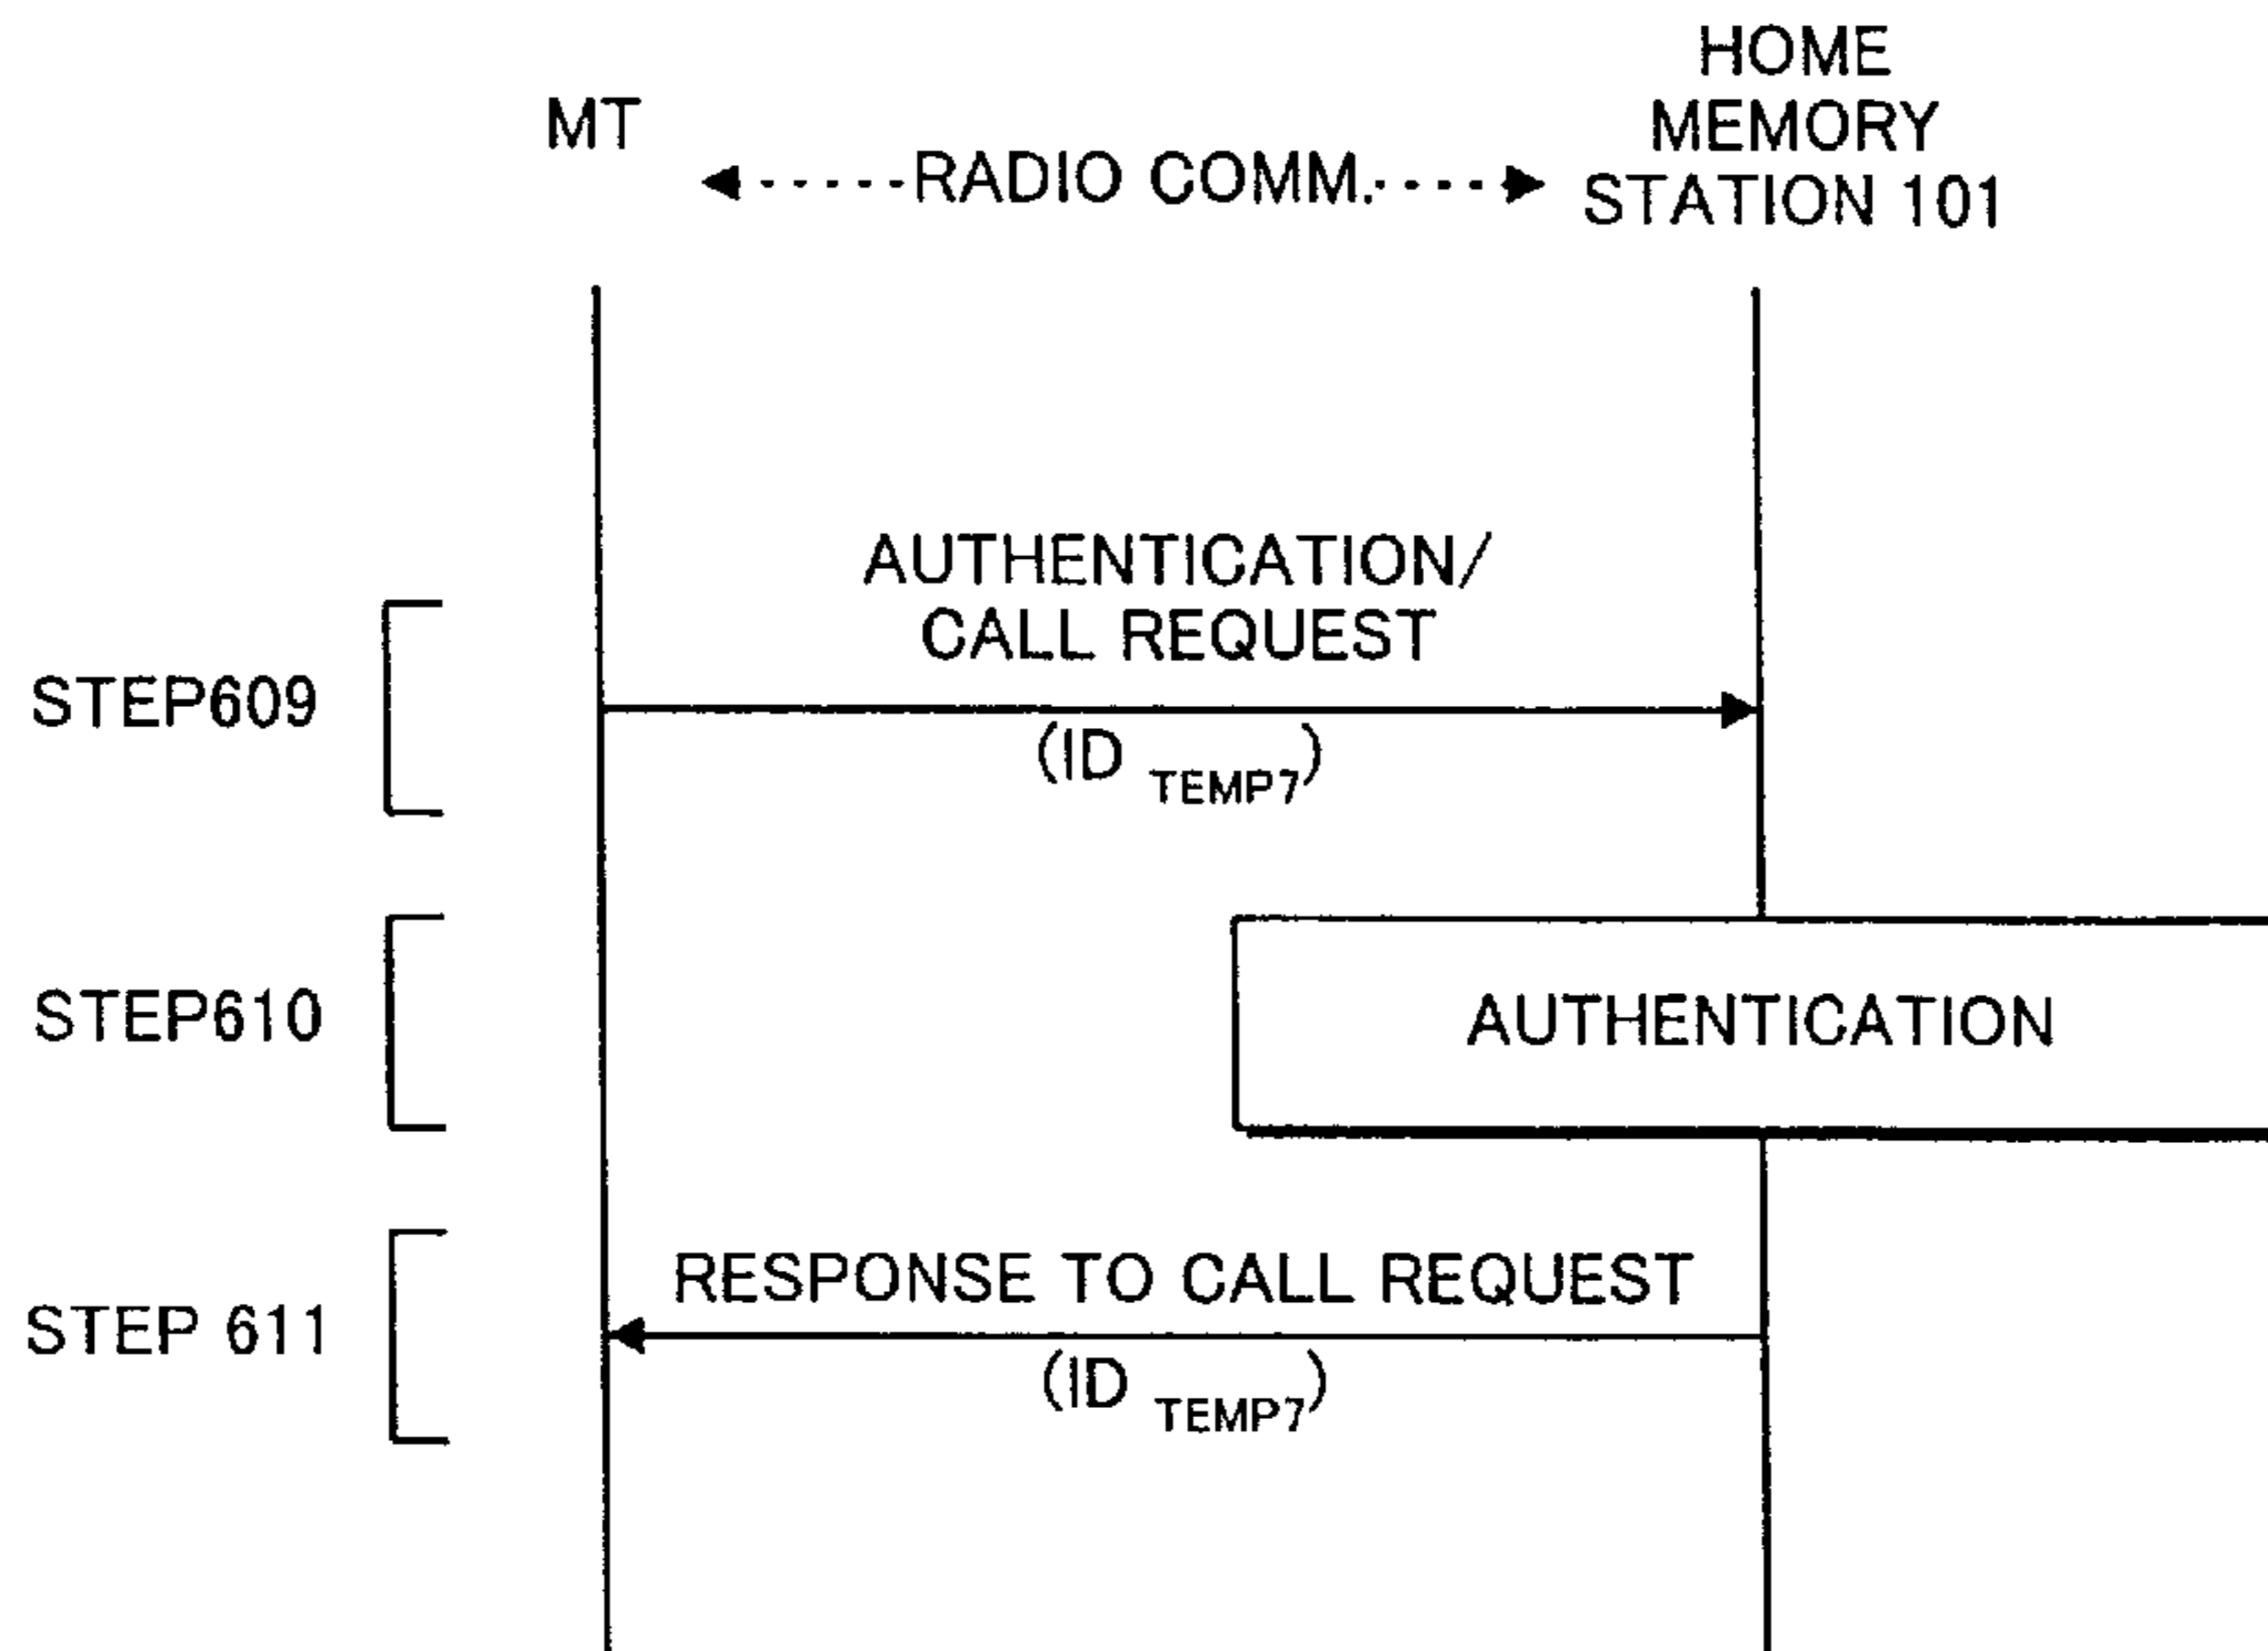 HOME
MEMORY
STATION 101
MT
RADIO COMM.
AUTHENTICATION/
CALL REQUEST
STEP609
(ID TEMP7)
STEP610
AUTHENTICATION
RESPONSE TO CALL REQUEST
STEP 611
(ID TEMP7)